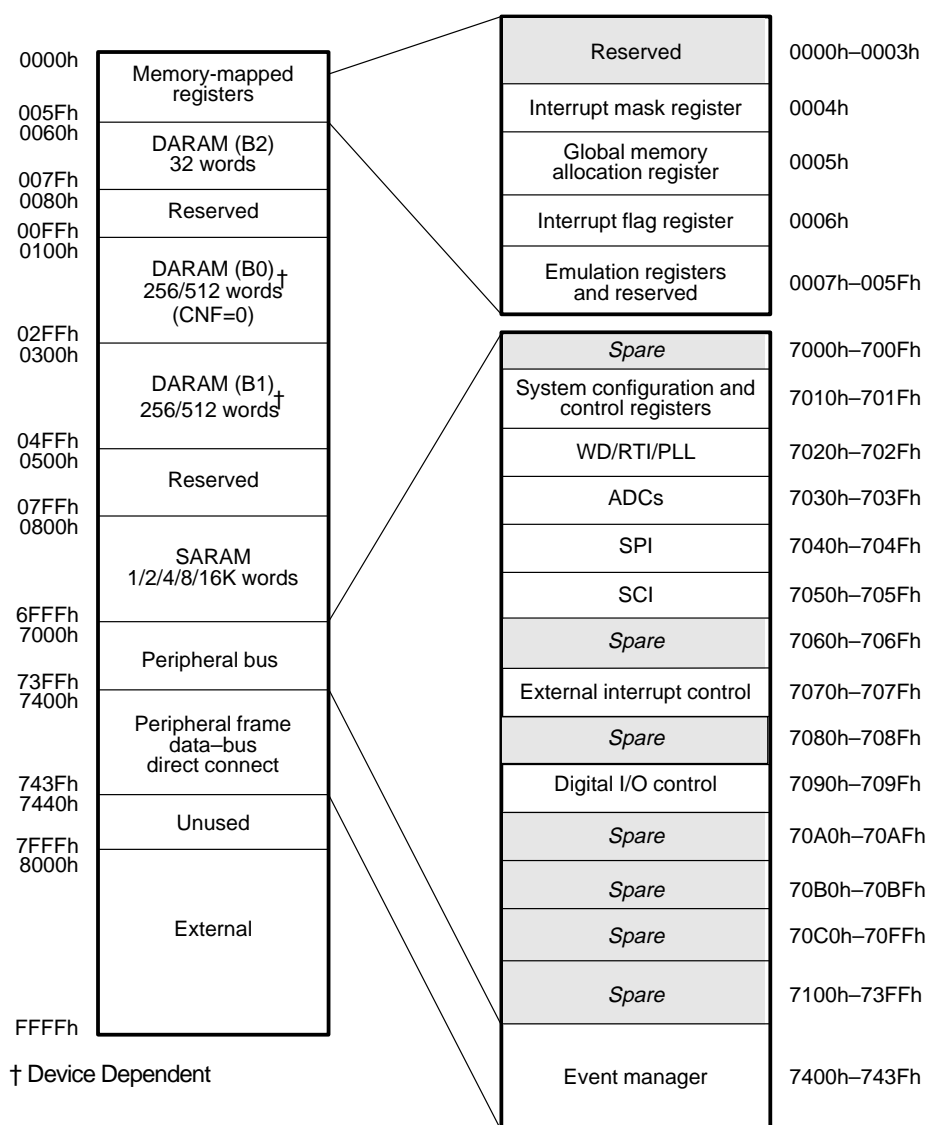 0000h
Memory-mapped
registers
005Fh
0060h
DARAM (B2)
32 words
007Fh
0080h
Reserved
00FFh
0100h
DARAM (B0)†
256/512 words
(CNF=0)
02FFh
0300h
DARAM (B1)†
256/512 words
04FFh
0500h
Reserved
07FFh
0800h
SARAM
1/2/4/8/16K words
6FFFh
7000h
Peripheral bus
73FFh
7400h
Peripheral frame
data–bus
direct connect
743Fh
7440h
Unused
7FFFh
8000h
External
FFFFh
† Device Dependent
Reserved 0000h–0003h
Interrupt mask register 0004h
Global memory
allocation register 0005h
Interrupt flag register 0006h
Emulation registers
and reserved 0007h–005Fh
Spare 7000h–700Fh
System configuration and
control registers 7010h–701Fh
WD/RTI/PLL 7020h–702Fh
ADCs 7030h–703Fh
SPI 7040h–704Fh
SCI 7050h–705Fh
Spare 7060h–706Fh
External interrupt control 7070h–707Fh
Spare 7080h–708Fh
Digital I/O control 7090h–709Fh
Spare 70A0h–70AFh
Spare 70B0h–70BFh
Spare 70C0h–70FFh
Spare 7100h–73FFh
Event manager 7400h–743Fh